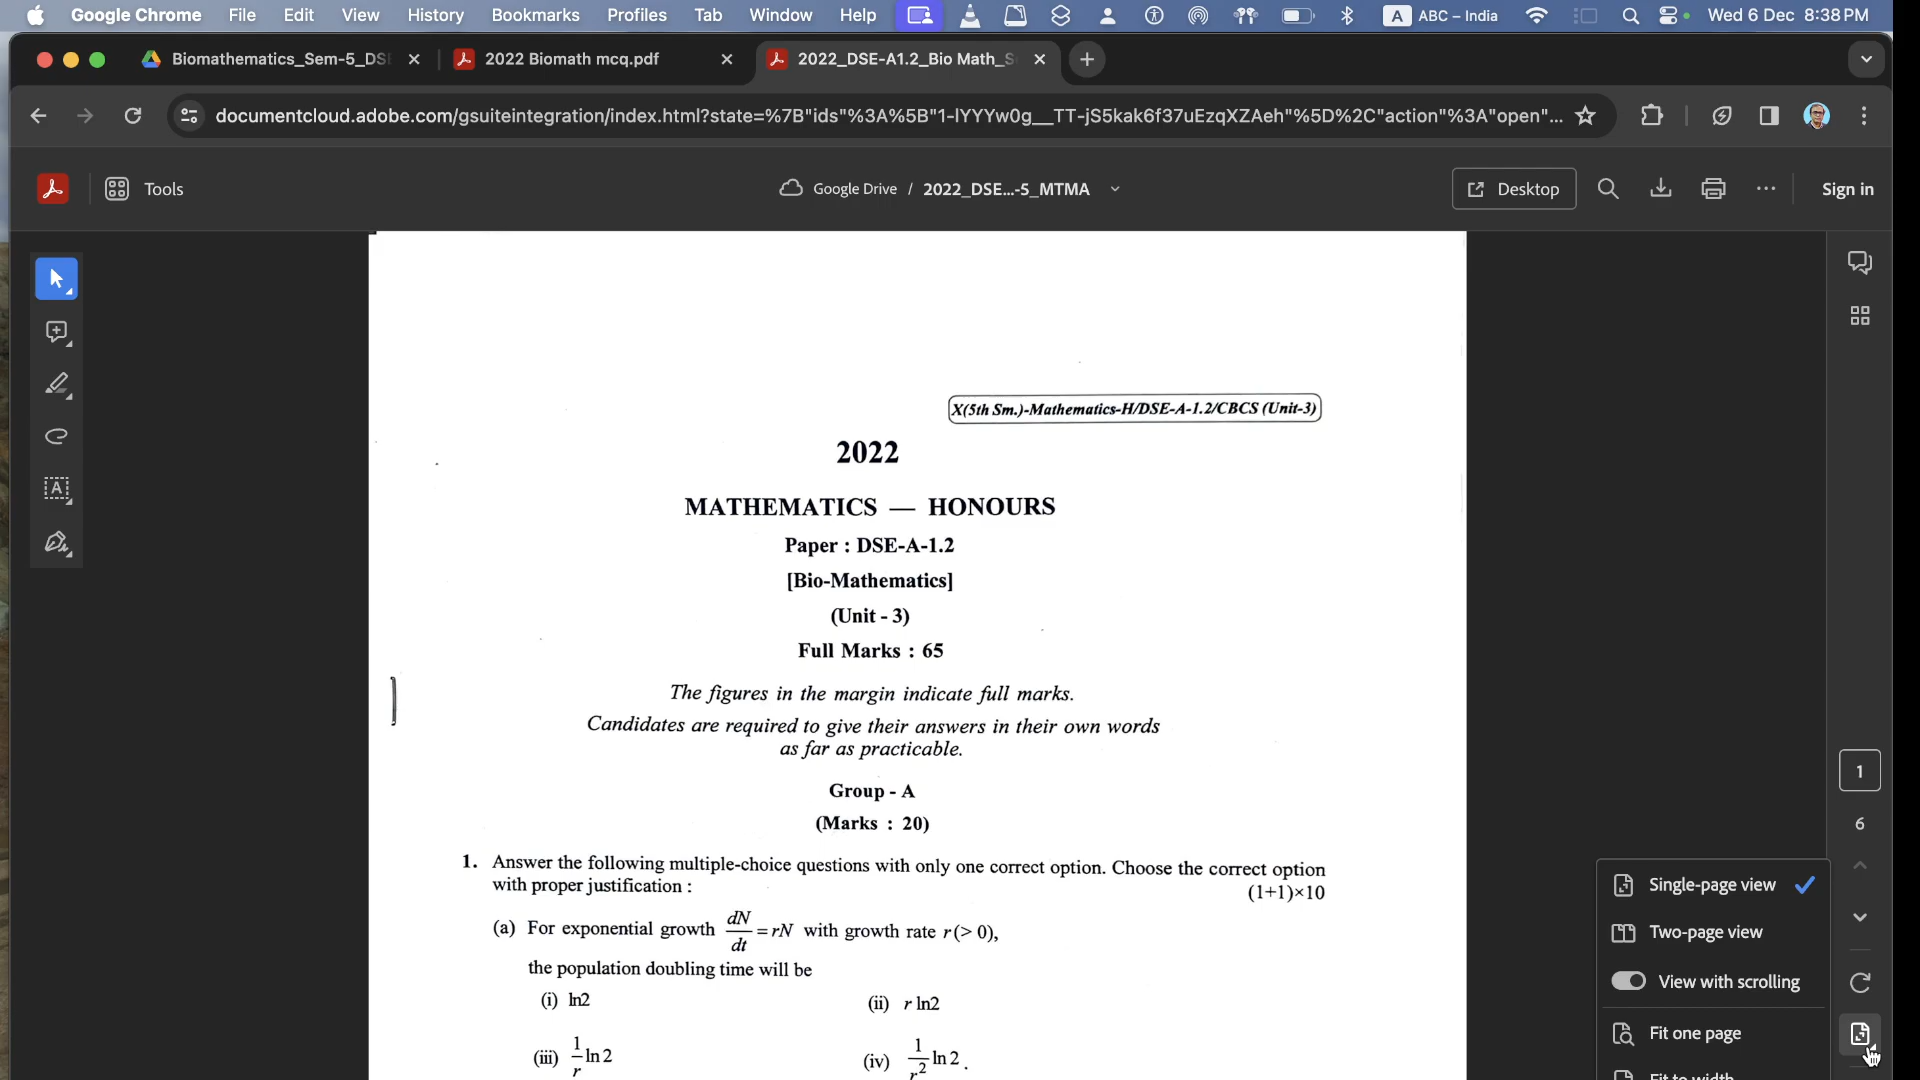 Google Chrome File Edit View History Bookmarks Profiles Tab Window Help A ABC – India Wed 6 Dec 8:38 PM
Biomathematics_Sem-5_DS 2022 Biomath mcq.pdf 2022_DSE-A1.2_Bio Math_S
documentcloud.adobe.com/gsuiteintegration/index.html?state=%7B"ids"%3A%5B"1-lYYYw0g__TT-jS5kak6f37uEzqXZAeh"%5D%2C"action"%3A"open"...
Tools Google Drive / 2022_DSE...-5_MTMA Desktop Sign in
X(5th Sm.)-Mathematics-H/DSE-A-1.2/CBCS (Unit-3)
2022
MATHEMATICS — HONOURS
Paper : DSE-A-1.2
[Bio-Mathematics]
(Unit - 3)
Full Marks : 65
The figures in the margin indicate full marks.
Candidates are required to give their answers in their own words
as far as practicable.
Group - A
(Marks : 20)
1. Answer the following multiple-choice questions with only one correct option. Choose the correct option
with proper justification : (1+1)×10
(a) For exponential growth dN/dt = rN with growth rate r (> 0),
the population doubling time will be
(i) ln2 (ii) r ln2
(iii) 1/r ln 2 (iv) 1/r² ln 2 .
1
6
Single-page view
Two-page view
View with scrolling
Fit one page
Fit to width